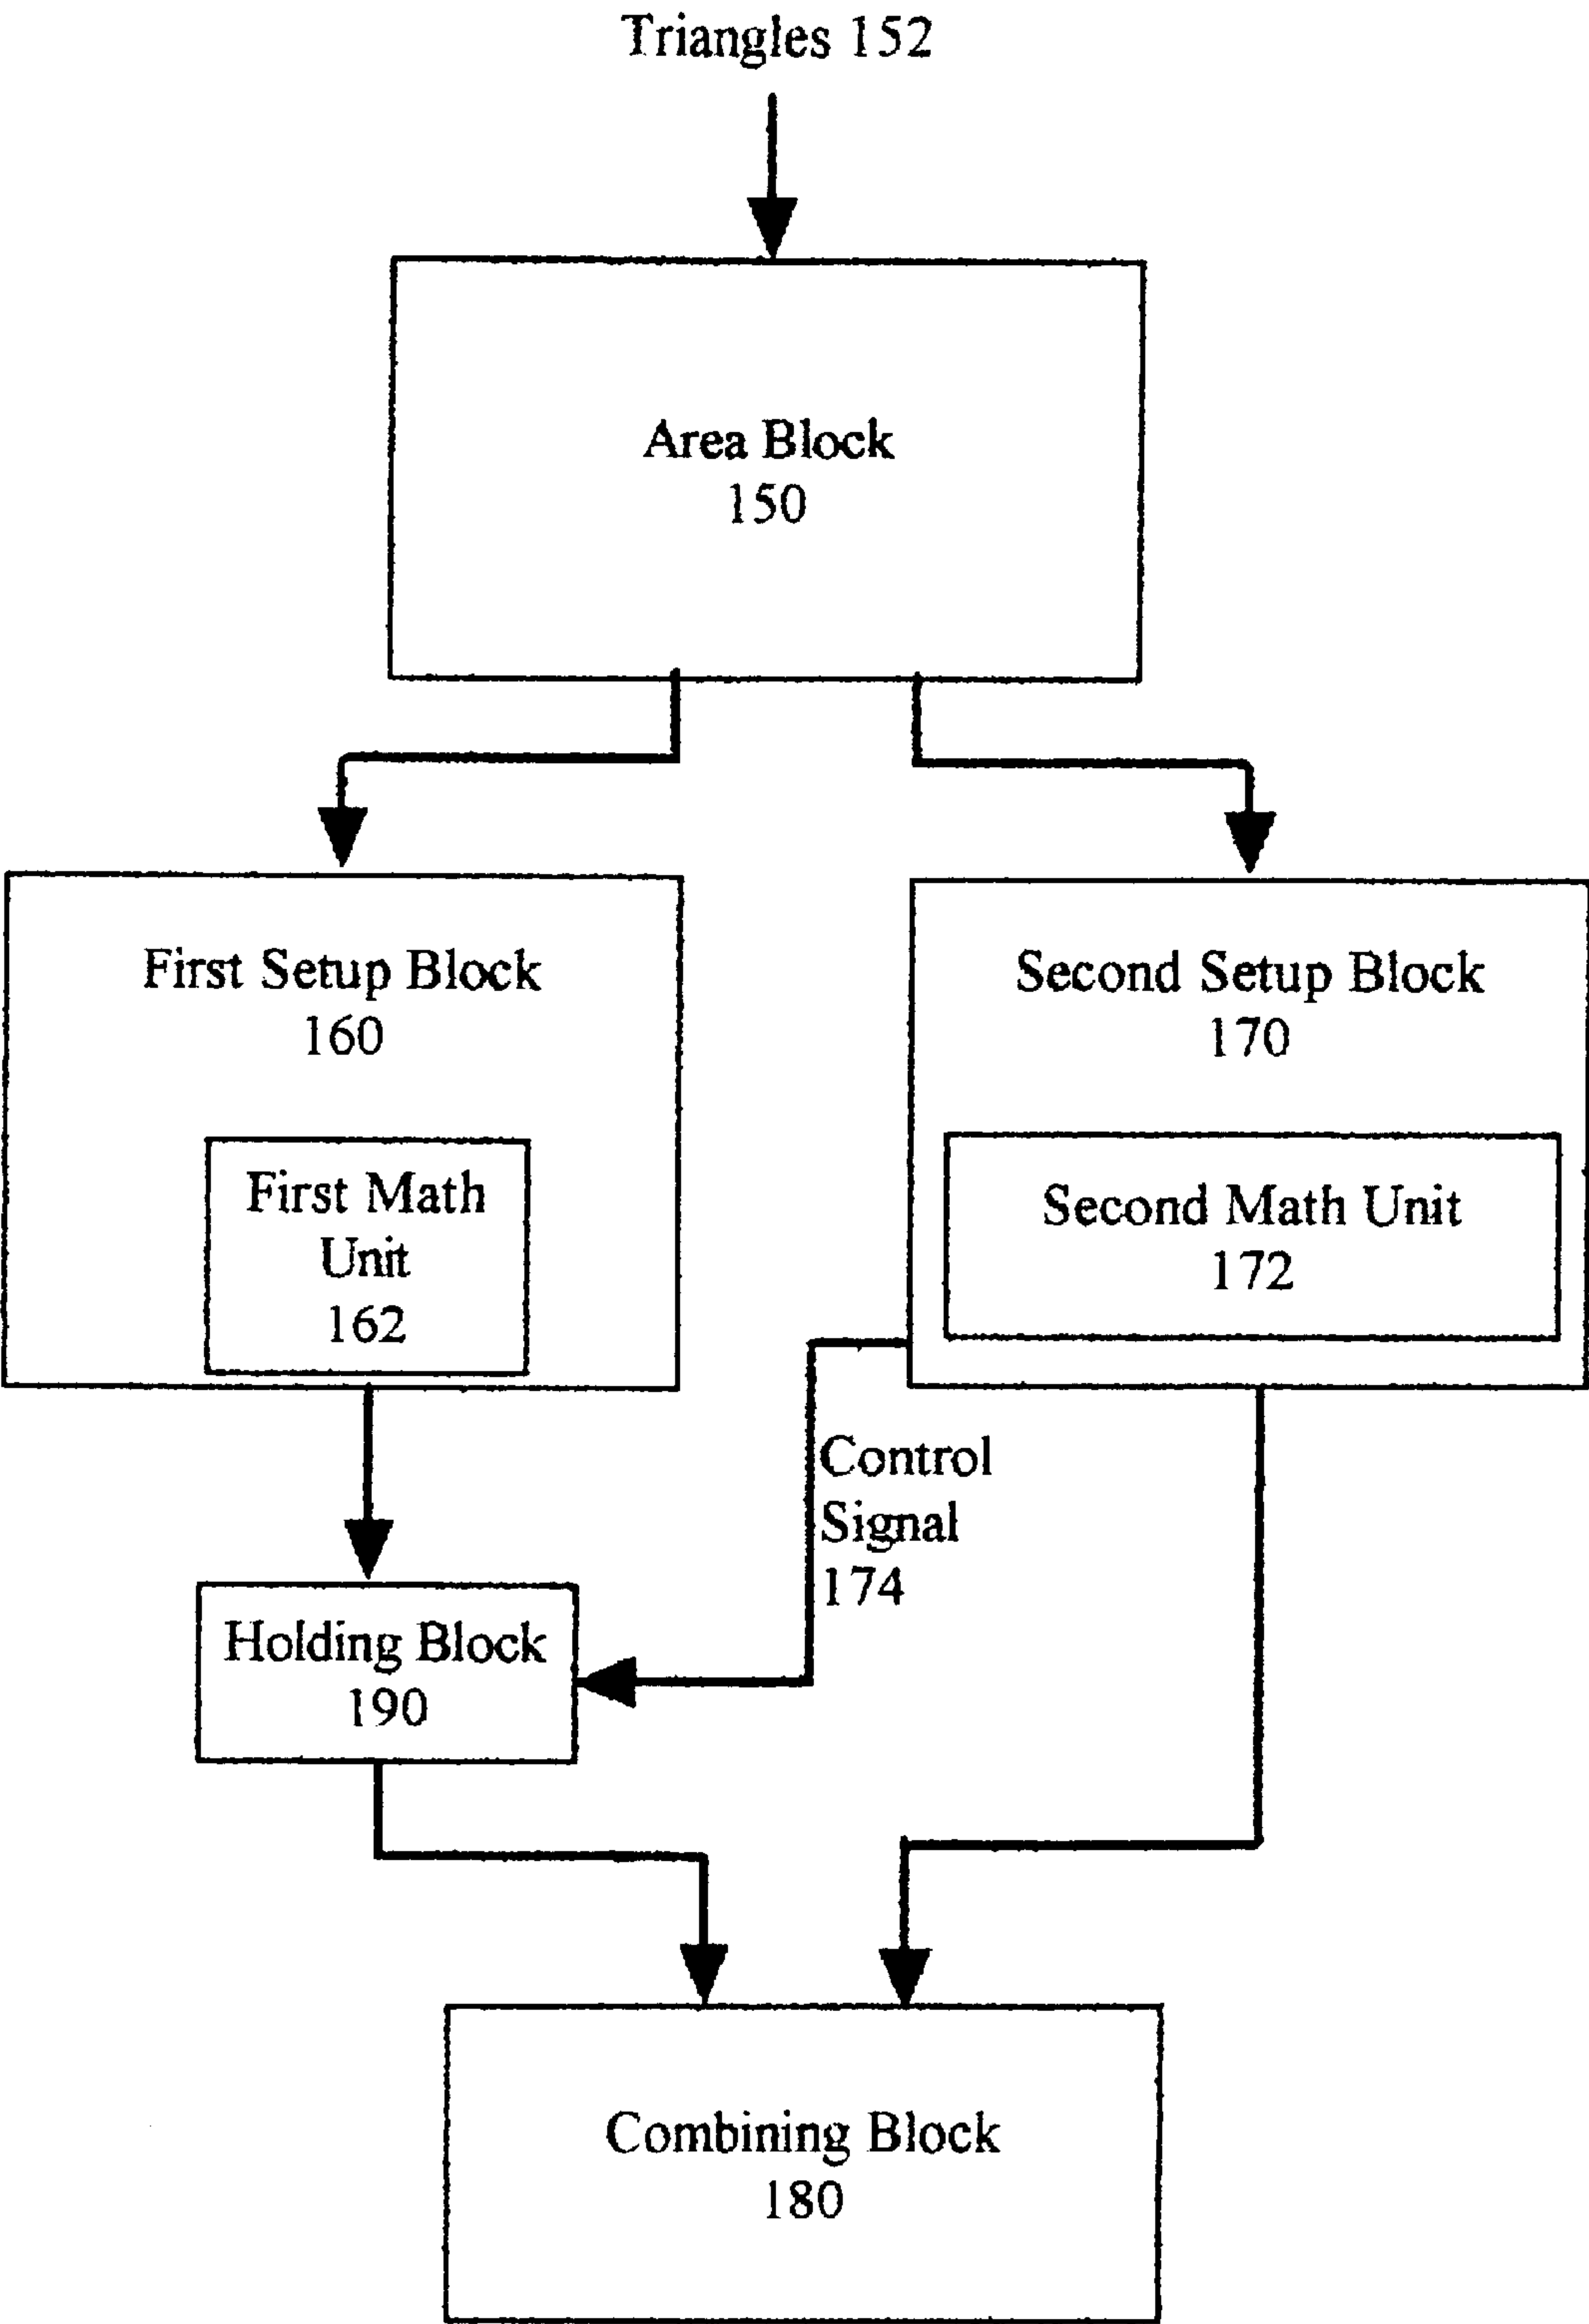 Triangles 152
Area Block
150
First Setup Block
160
Second Setup Block
170
First Math
Unit
162
Second Math Unit
172
Control
Signal
174
Holding Block
190
Combining Block
180